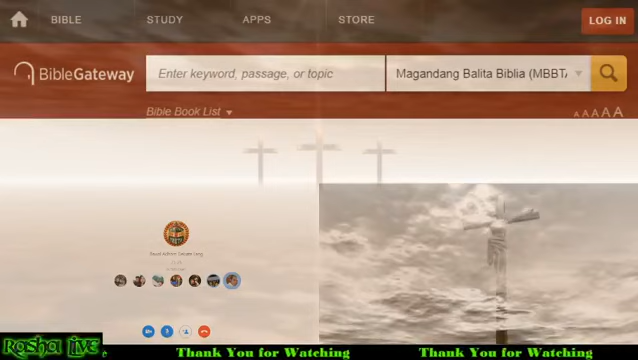 BIBLE STUDY APPS STORE LOG IN
BibleGateway Enter keyword, passage, or topic Magandang Balita Biblia (MBBTA
Bible Book List AAAAA
Rosha live
Thank You for Watching Thank You for Watching